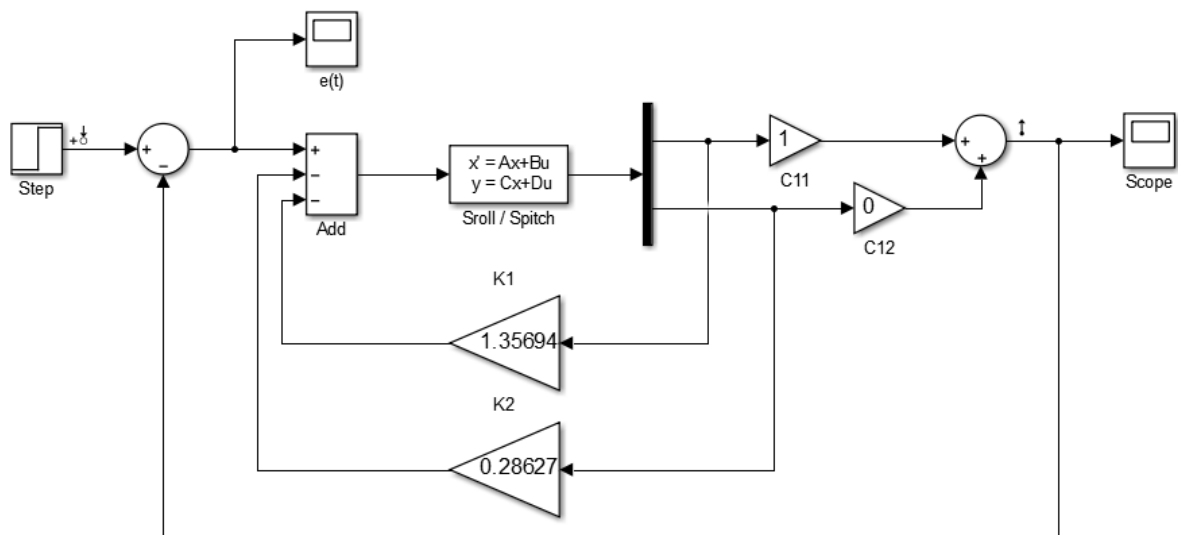 e(t)
Step
+
+
−
+
−
−
Add
x' = Ax+Bu
y = Cx+Du
Sroll / Spitch
1
C11
0
C12
+
+
Scope
K1
1.35694
K2
0.28627